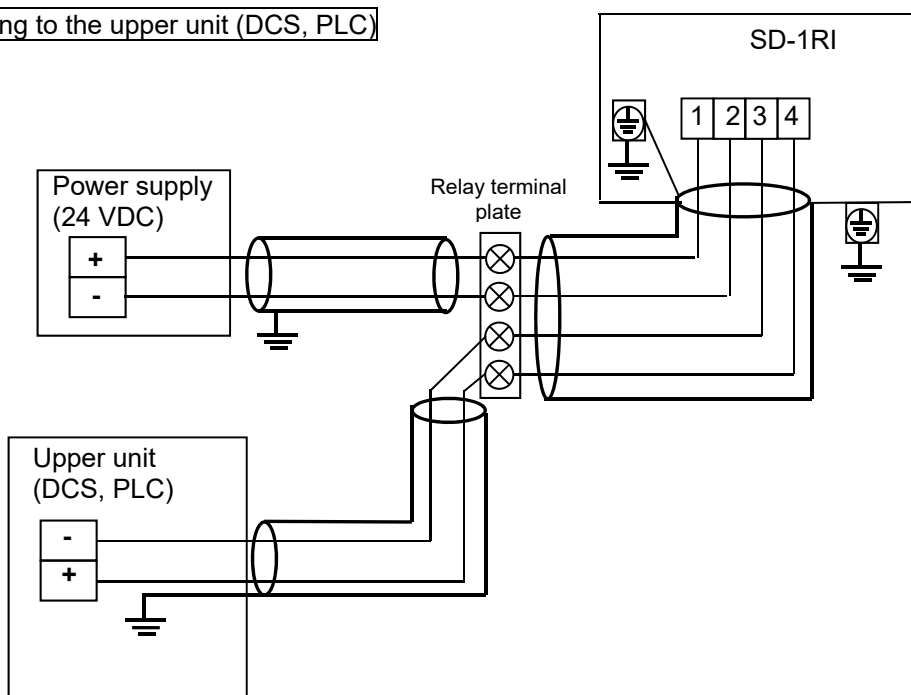 ng to the upper unit (DCS, PLC)
SD-1RI
1 2 3 4
Power supply
(24 VDC)
+
-
Relay terminal
plate
Upper unit
(DCS, PLC)
-
+